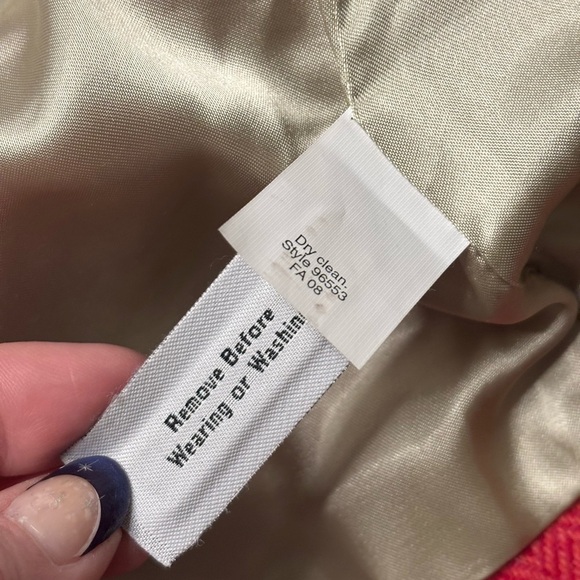 Dry clean.
Style 96553
FA 08
Remove Before
Wearing or Washin